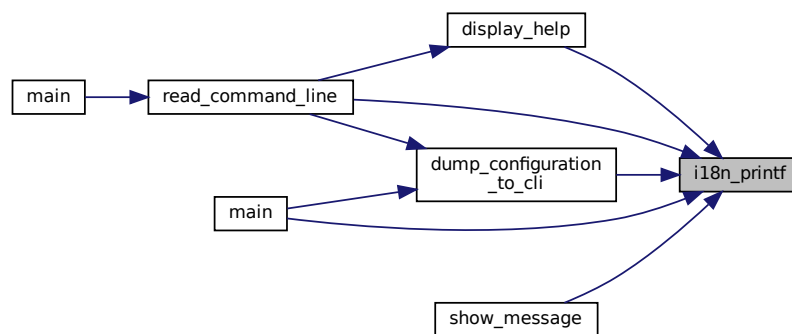 display_help
main
read_command_line
dump_configuration
_to_cli
i18n_printf
main
show_message